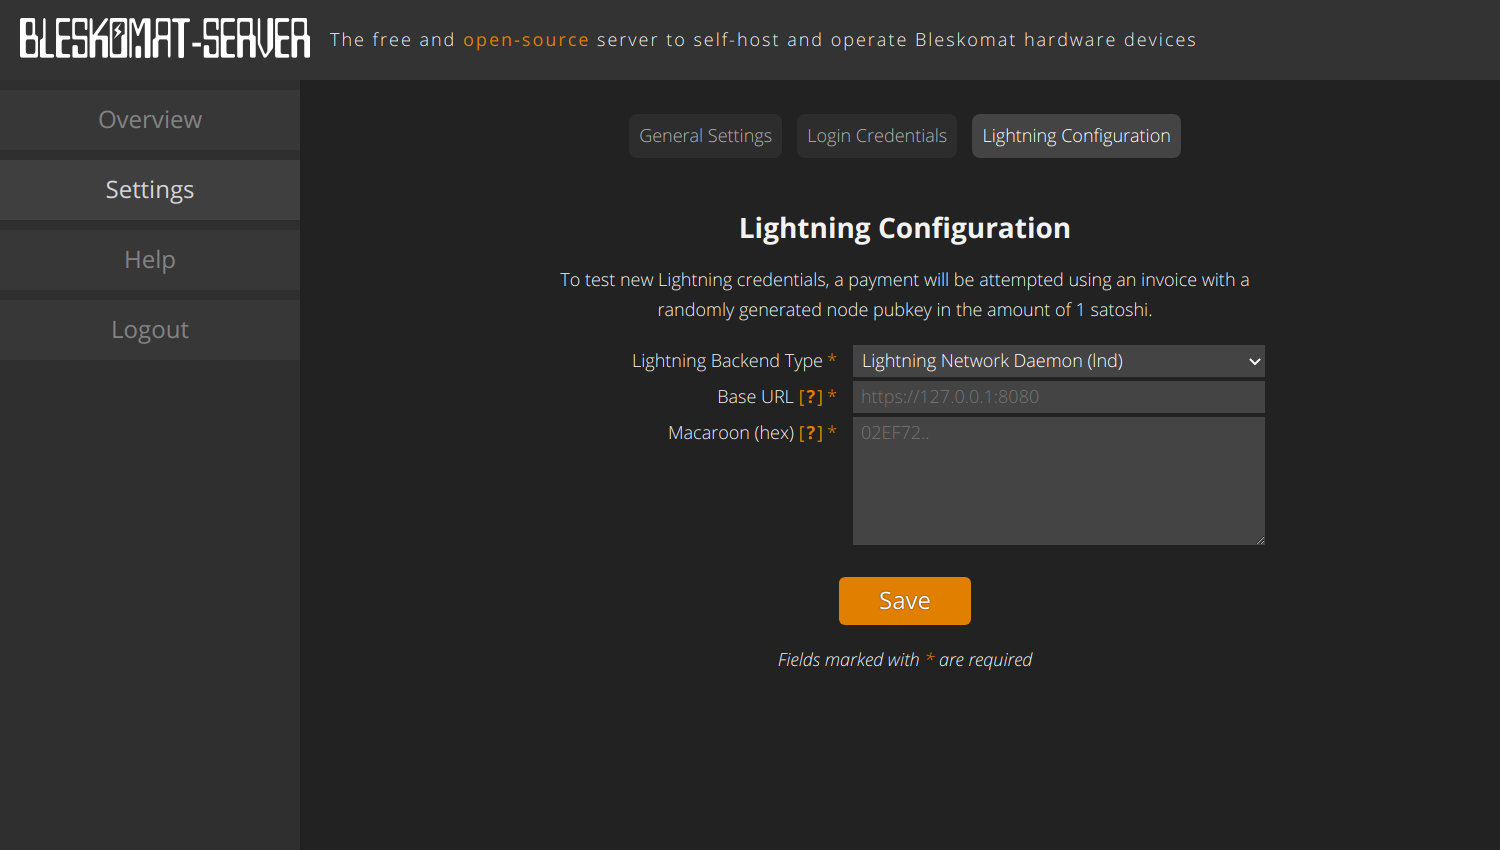 BLESKOMAT-SERVER
The free and open-source server to self-host and operate Bleskomat hardware devices
Overview
Settings
Help
Logout
General Settings
Login Credentials
Lightning Configuration
Lightning Configuration
To test new Lightning credentials, a payment will be attempted using an invoice with a
randomly generated node pubkey in the amount of 1 satoshi.
Lightning Backend Type *
Lightning Network Daemon (lnd)
Base URL [?] *
https://127.0.0.1:8080
Macaroon (hex) [?] *
02EF72..
Save
Fields marked with * are required